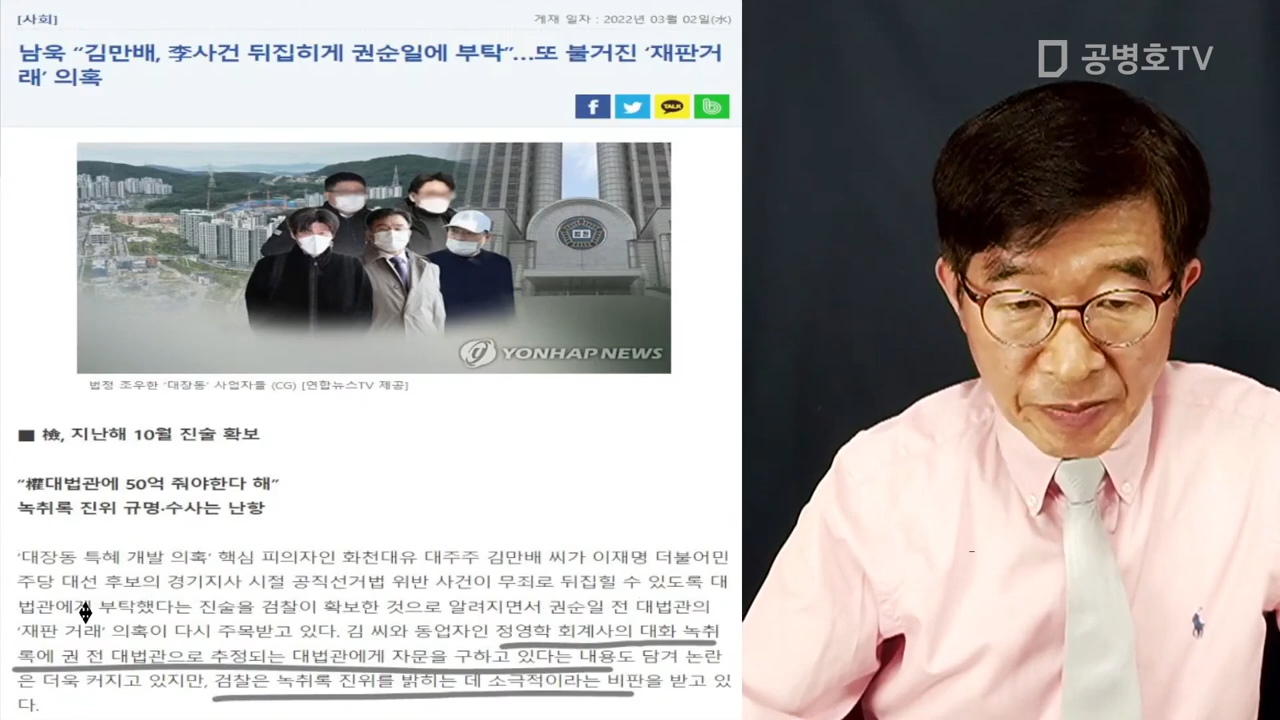 [사회]
게재 일자 : 2022년 03월 02일(水)
남욱 “김만배, 李사건 뒤집히게 권순일에 부탁”…또 불거진 ‘재판거
래’ 의혹
공병호TV
f
TALK
b
법원
YONHAP NEWS
법정 조우한 ‘대장동’ 사업자들 (CG) [연합뉴스TV 제공]
■ 檢, 지난해 10월 진술 확보
“權대법관에 50억 줘야한다 해”
녹취록 진위 규명·수사는 난항
‘대장동 특혜 개발 의혹’ 핵심 피의자인 화천대유 대주주 김만배 씨가 이재명 더불어민
주당 대선 후보의 경기지사 시절 공직선거법 위반 사건이 무죄로 뒤집힐 수 있도록 대
법관에게 부탁했다는 진술을 검찰이 확보한 것으로 알려지면서 권순일 전 대법관의
‘재판 거래’ 의혹이 다시 주목받고 있다. 김 씨와 동업자인 정영학 회계사의 대화 녹취
록에 권 전 대법관으로 추정되는 대법관에게 자문을 구하고 있다는 내용도 담겨 논란
은 더욱 커지고 있지만, 검찰은 녹취록 진위를 밝히는 데 소극적이라는 비판을 받고 있
다.